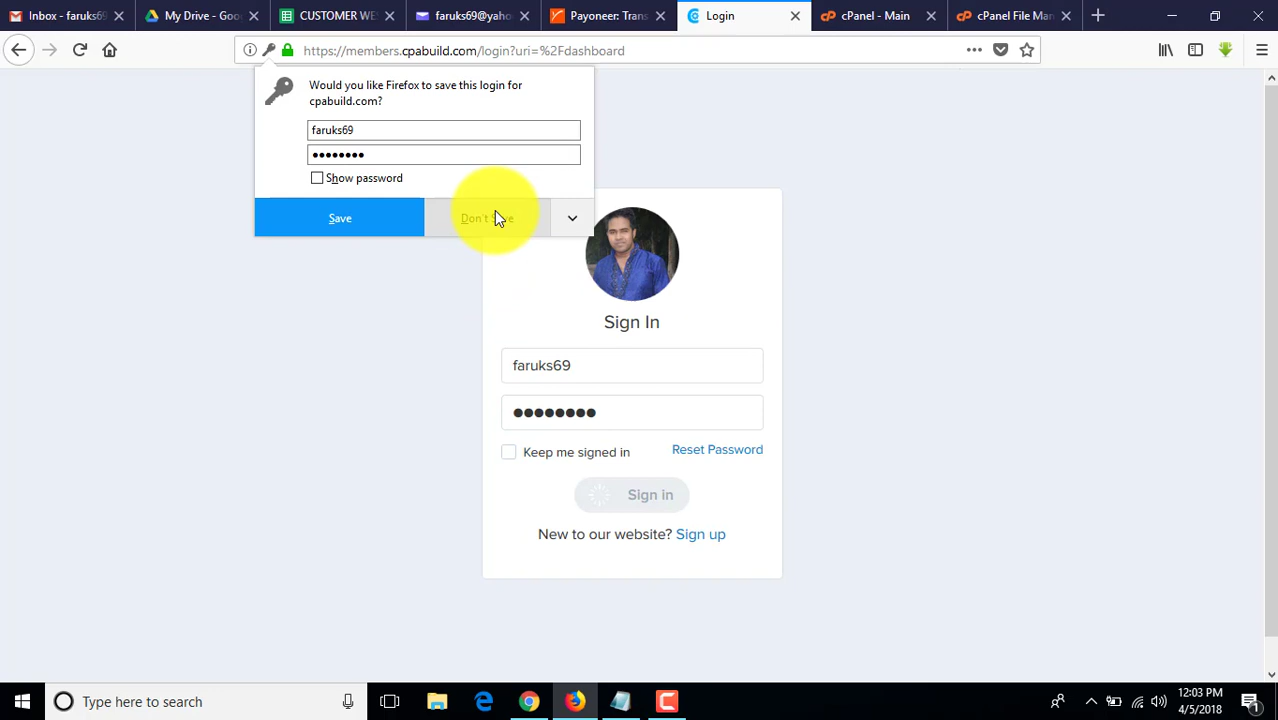 Inbox - faruks69
My Drive - Goo
CUSTOMER WE
faruks69@yaho
Payoneer: Trans
Login
cPanel - Main
cPanel File Man
https://members.cpabuild.com/login?uri=%2Fdashboard
Would you like Firefox to save this login for
cpabuild.com?
faruks69
●●●●●●●●
Show password
Save
Don't Save
Sign In
faruks69
●●●●●●●●
Keep me signed in
Reset Password
Sign in
New to our website? Sign up
Type here to search
12:03 PM
4/5/2018
1